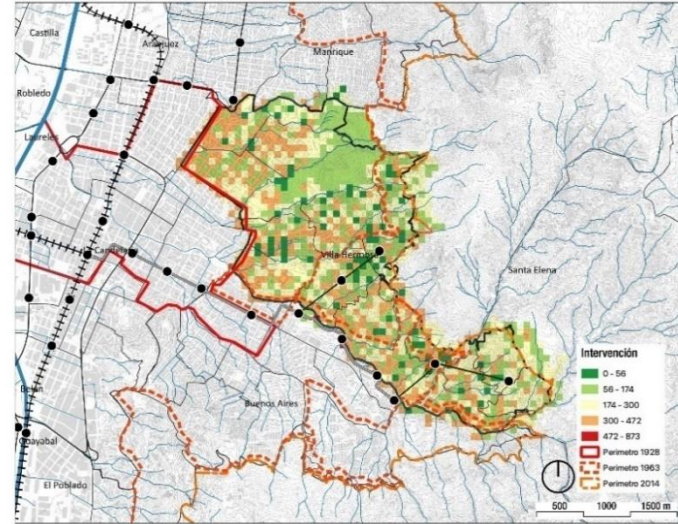 Castilla
Aranjuez
Manrique
Robledo
Laureles
La Candelaria
Villa Hermosa
Santa Elena
Buenos Aires
Belén
Guayabal
El Poblado
Intervención
0 - 56
56 - 174
174 - 300
300 - 472
472 - 873
Perímetro 1928
Perímetro 1963
Perímetro 2014
500 1000 1500 m